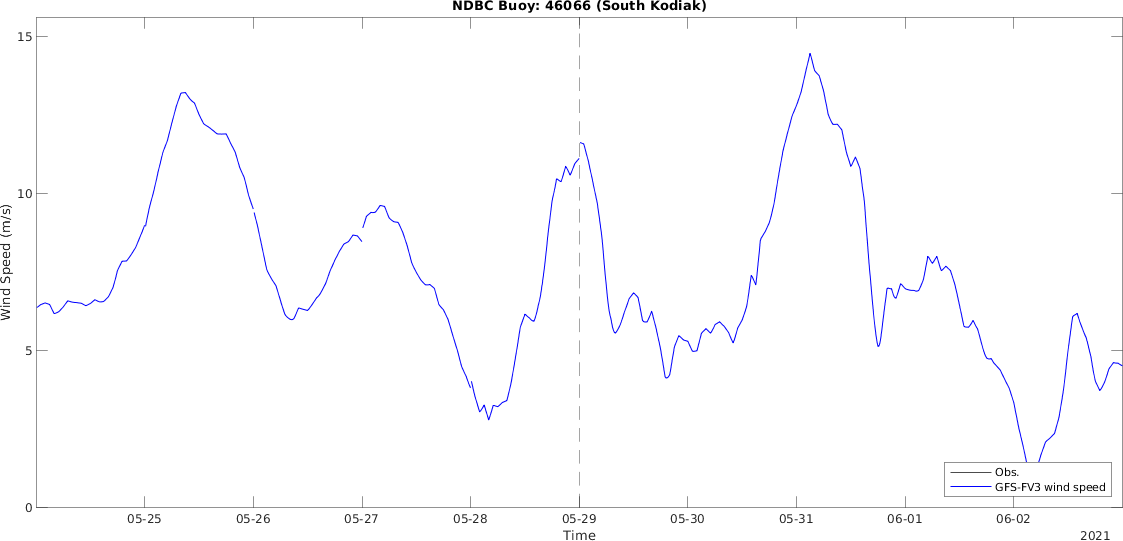 NDBC Buoy: 46066 (South Kodiak)
Wind Speed (m/s)
15
10
5
0
05-25 05-26 05-27 05-28 05-29 05-30 05-31 06-01 06-02
Time
2021
Obs.
GFS-FV3 wind speed